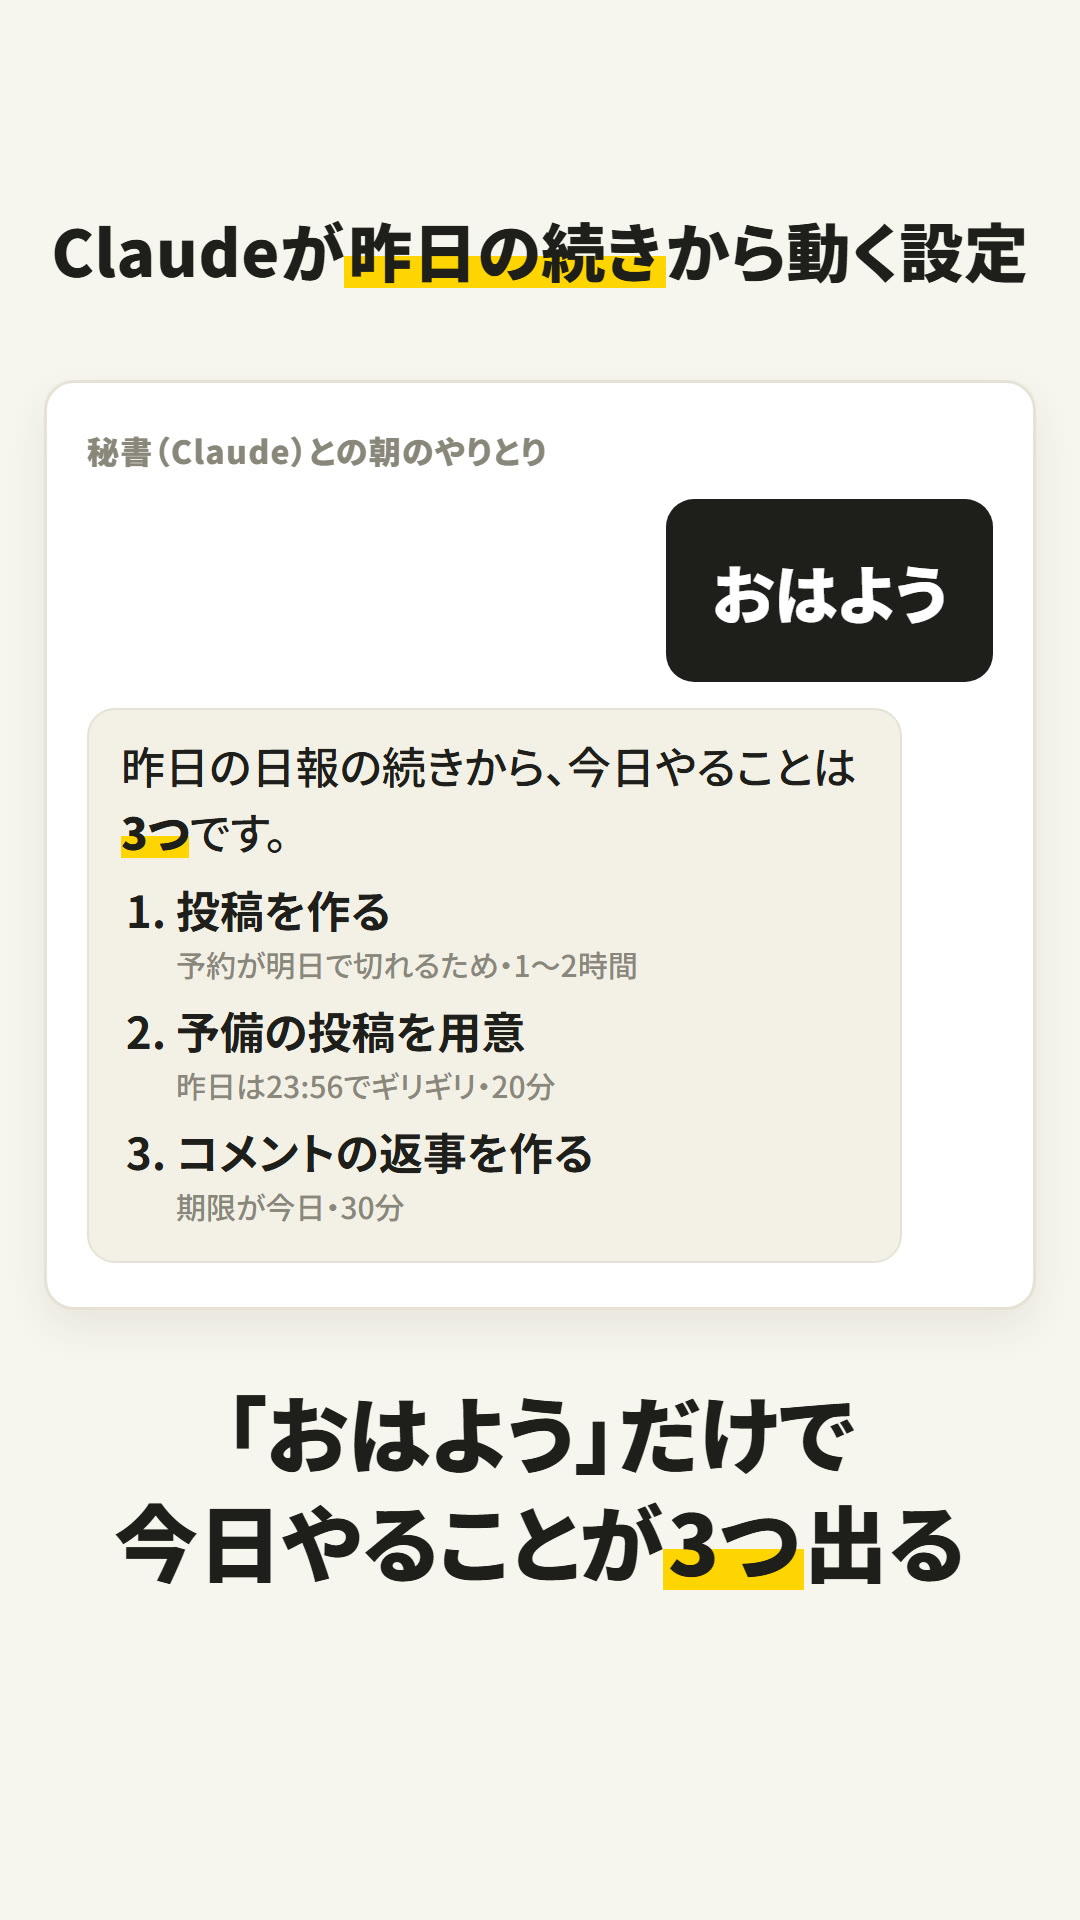 Claudeが昨日の続きから動く設定
秘書（Claude）との朝のやりとり
おはよう
昨日の日報の続きから、今日やることは
3つです。
1. 投稿を作る
予約が明日で切れるため・1〜2時間
2. 予備の投稿を用意
昨日は23:56でギリギリ・20分
3. コメントの返事を作る
期限が今日・30分
「おはよう」だけで
今日やることが3つ出る